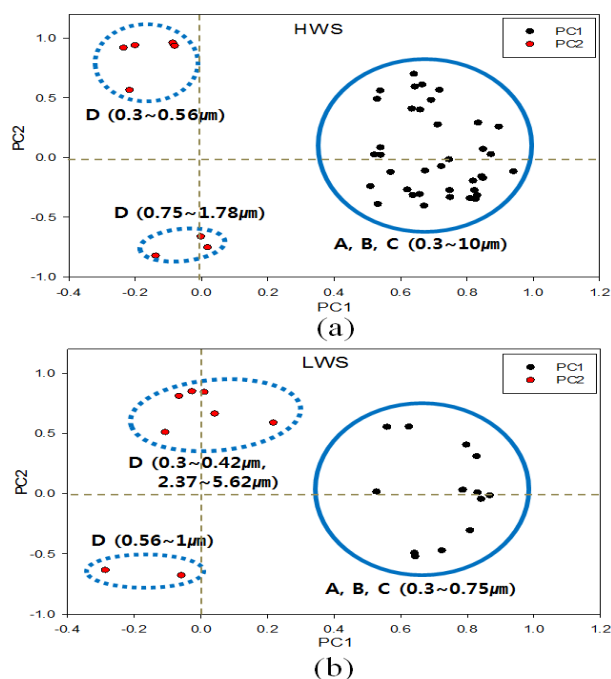 HWS
PC1
PC2
1.0
0.5
0.0
-0.5
-1.0
PC2
D (0.3~0.56µm)
D (0.75~1.78µm)
A, B, C (0.3~10µm)
-0.4 -0.2 0.0 0.2 0.4 0.6 0.8 1.0 1.2
PC1
(a)
LWS
PC1
PC2
1.0
0.5
0.0
-0.5
-1.0
PC2
D (0.3~0.42µm,
2.37~5.62µm)
D (0.56~1µm)
A, B, C (0.3~0.75µm)
-0.4 -0.2 0.0 0.2 0.4 0.6 0.8 1.0 1.2
PC1
(b)